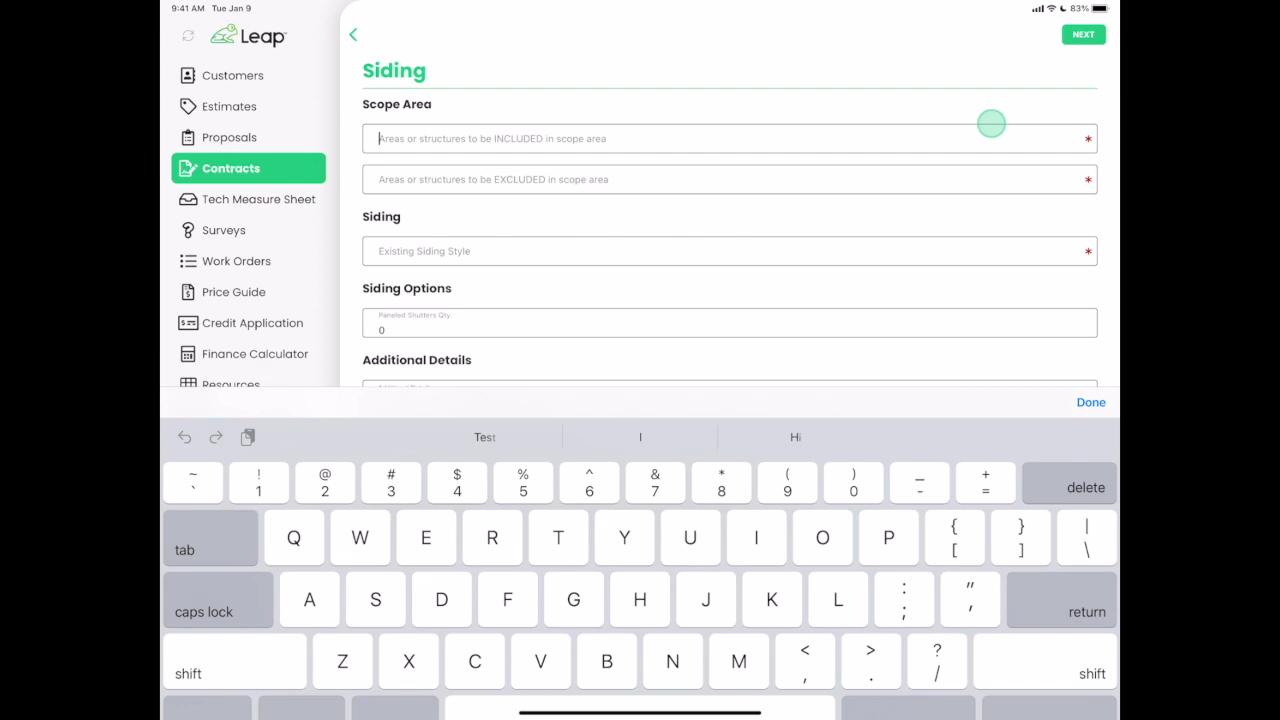 9:41 AM Tue Jan 9
83%
Leap
Customers
Estimates
Proposals
Contracts
Tech Measure Sheet
Surveys
Work Orders
Price Guide
Credit Application
Finance Calculator
Resources
NEXT
Siding
Scope Area
Areas or structures to be INCLUDED in scope area *
Areas or structures to be EXCLUDED in scope area *
Siding
Existing Siding Style *
Siding Options
Paneled Shutters Qty.
0
Additional Details
Done
Test I Hi
~ ! @ # $ % ^ & * ( ) _ +
` 1 2 3 4 5 6 7 8 9 0 - = delete
tab Q W E R T Y U I O P { [ } ] | \
caps lock A S D F G H J K L : ; " ' return
shift Z X C V B N M < , > . ? / shift